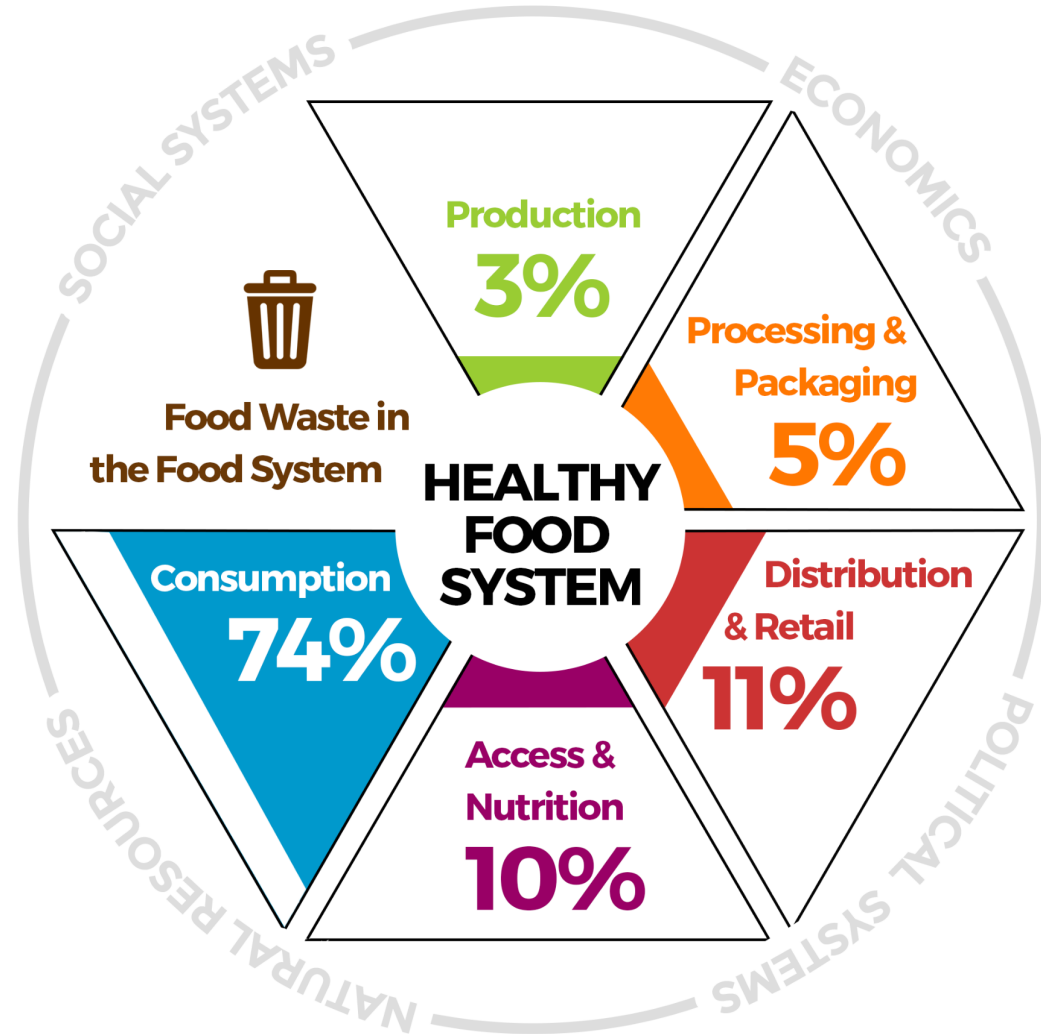 SOCIAL SYSTEMS
ECONOMICS
Production
3%
Processing &
Packaging
5%
Food Waste in
the Food System
HEALTHY
FOOD
SYSTEM
Consumption
74%
Distribution
& Retail
11%
Access &
Nutrition
10%
NATURAL RESOURCES
POLITICAL SYSTEMS